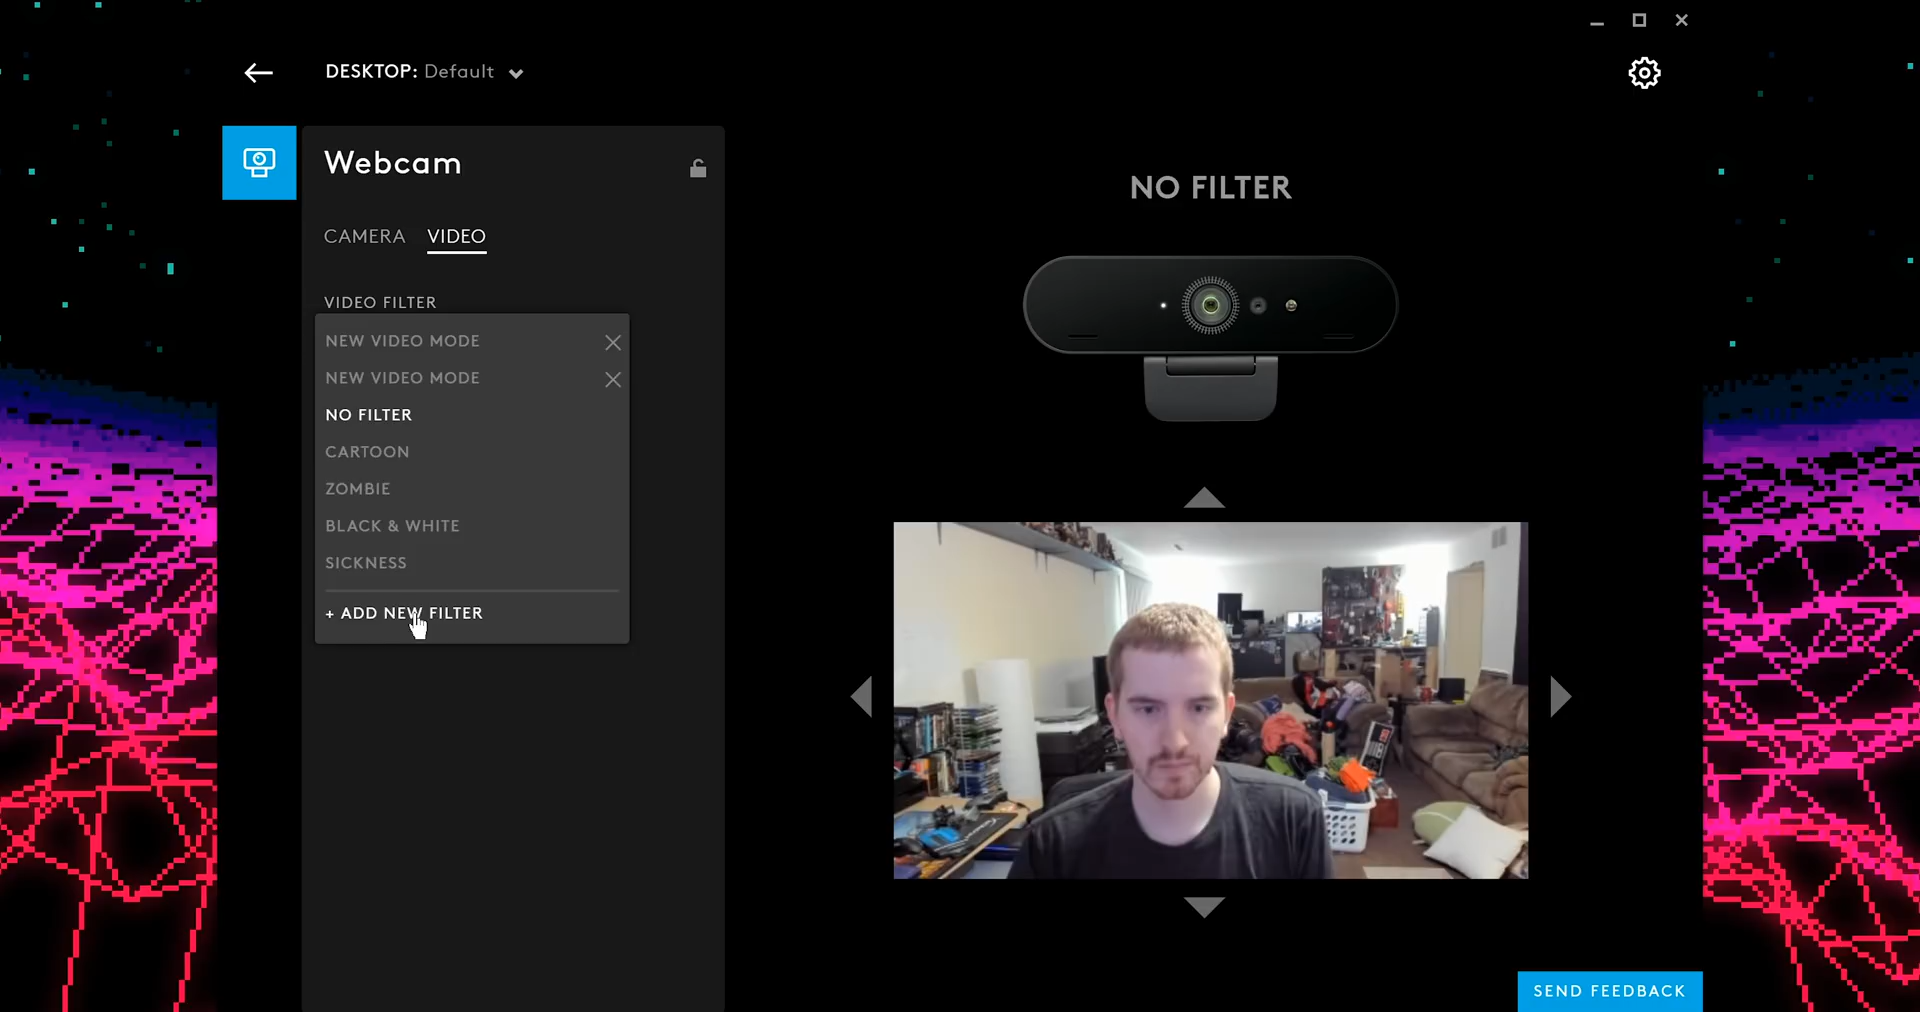 DESKTOP: Default
Webcam
CAMERA VIDEO
VIDEO FILTER
NEW VIDEO MODE
NEW VIDEO MODE
NO FILTER
CARTOON
ZOMBIE
BLACK & WHITE
SICKNESS
+ ADD NEW FILTER
NO FILTER
SEND FEEDBACK